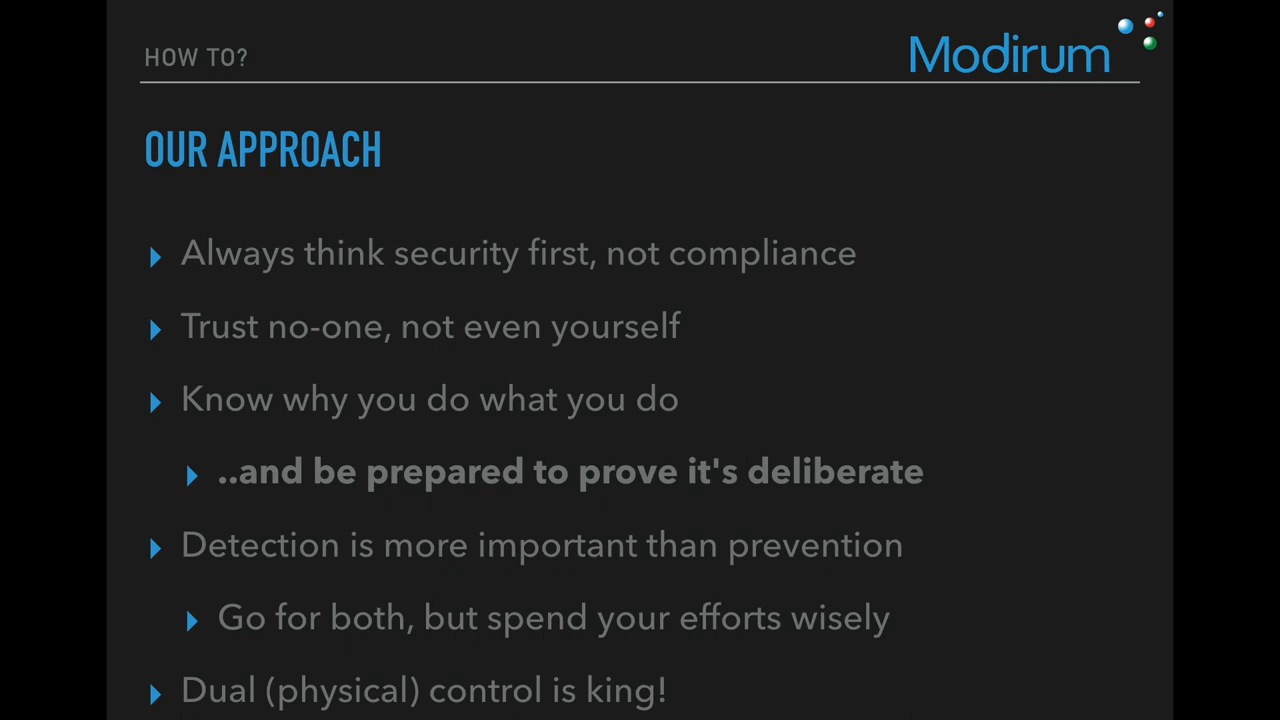 HOW TO?
Modirum
OUR APPROACH
Always think security first, not compliance
Trust no-one, not even yourself
Know why you do what you do
..and be prepared to prove it's deliberate
Detection is more important than prevention
Go for both, but spend your efforts wisely
Dual (physical) control is king!